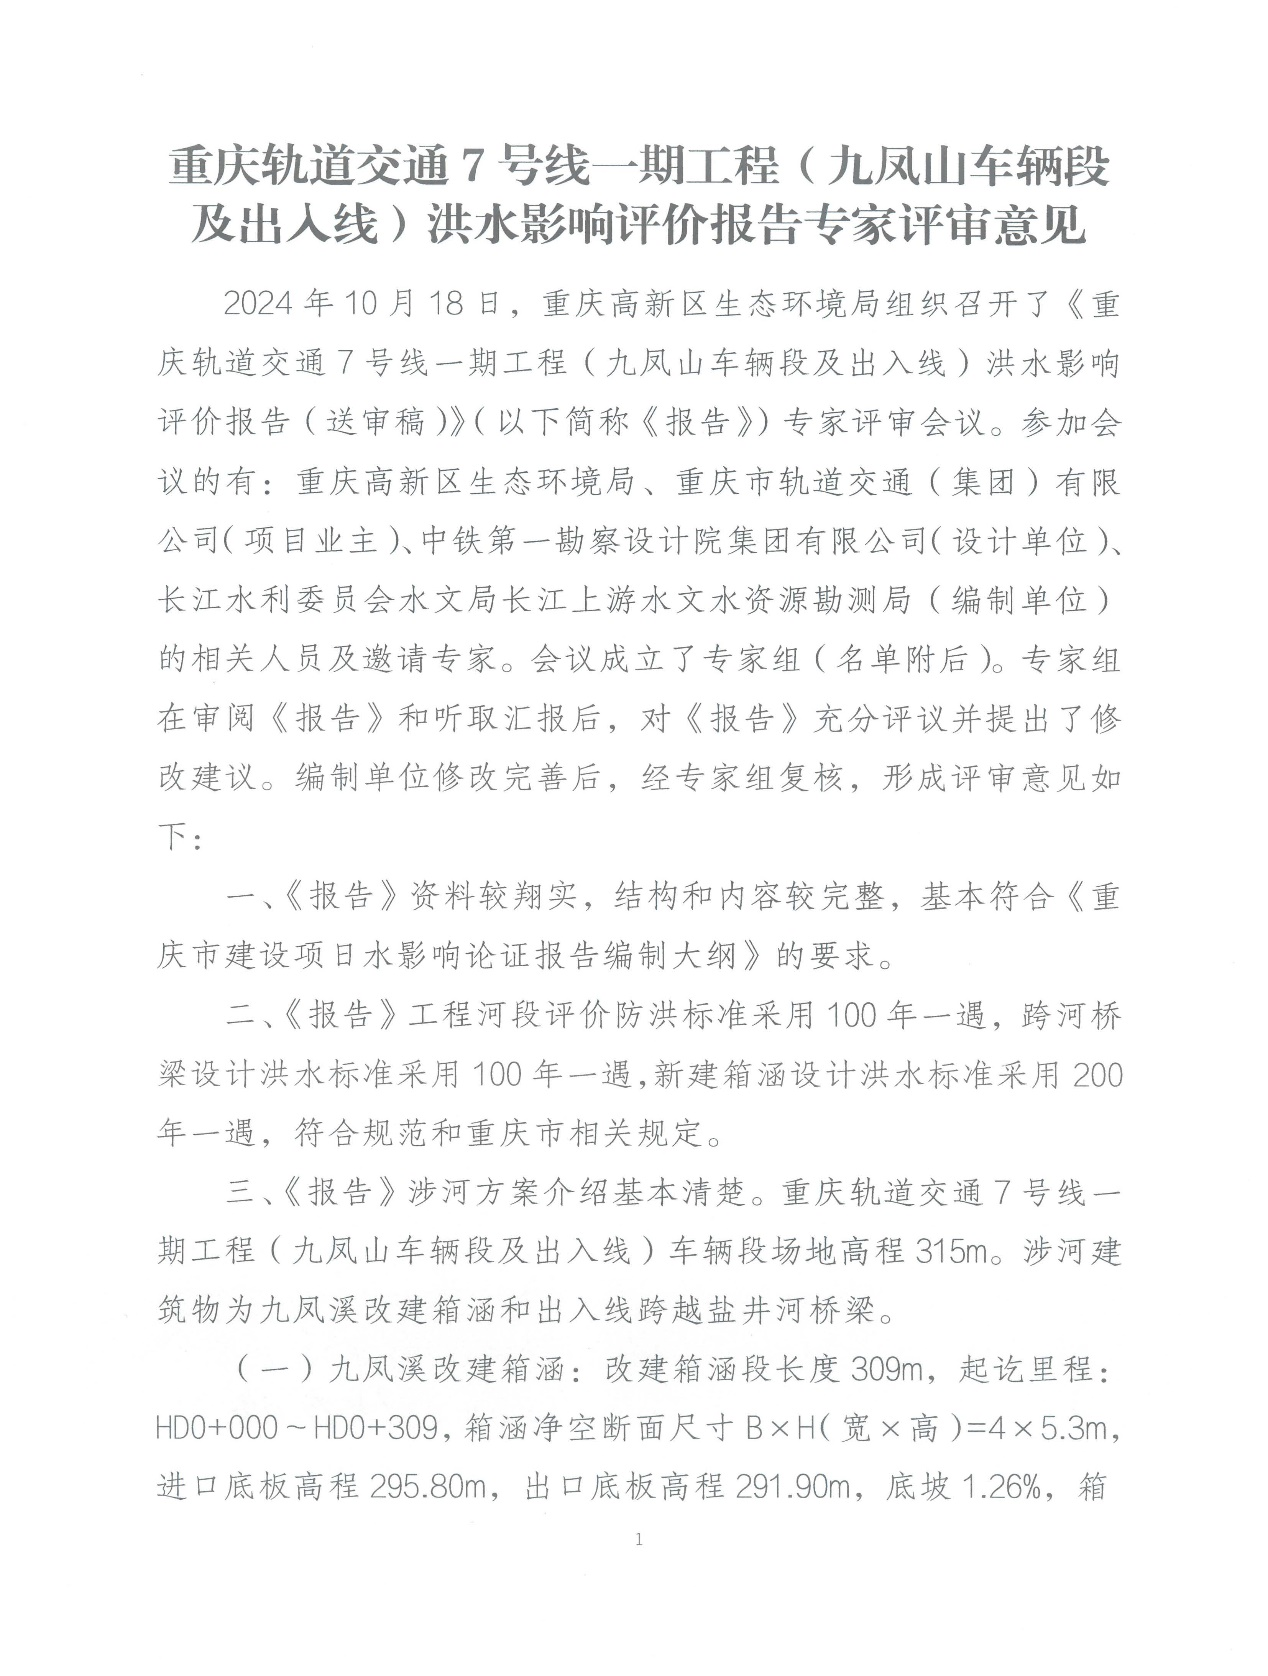 重庆轨道交通7号线一期工程（九凤山车辆段
及出入线）洪水影响评价报告专家评审意见
2024年10月18日，重庆高新区生态环境局组织召开了《重
庆轨道交通7号线一期工程（九凤山车辆段及出入线）洪水影响
评价报告（送审稿）》（以下简称《报告》）专家评审会议。参加会
议的有：重庆高新区生态环境局、重庆市轨道交通（集团）有限
公司（项目业主）、中铁第一勘察设计院集团有限公司（设计单位）、
长江水利委员会水文局长江上游水文水资源勘测局（编制单位）
的相关人员及邀请专家。会议成立了专家组（名单附后）。专家组
在审阅《报告》和听取汇报后，对《报告》充分评议并提出了修
改建议。编制单位修改完善后，经专家组复核，形成评审意见如
下：
一、《报告》资料较翔实，结构和内容较完整，基本符合《重
庆市建设项日水影响论证报告编制大纲》的要求。
二、《报告》工程河段评价防洪标准采用100年一遇，跨河桥
梁设计洪水标准采用100年一遇，新建箱涵设计洪水标准采用200
年一遇，符合规范和重庆市相关规定。
三、《报告》涉河方案介绍基本清楚。重庆轨道交通7号线一
期工程（九凤山车辆段及出入线）车辆段场地高程315m。涉河建
筑物为九凤溪改建箱涵和出入线跨越盐井河桥梁。
（一）九凤溪改建箱涵：改建箱涵段长度309m，起讫里程：
HD0+000～HD0+309，箱涵净空断面尺寸B×H（宽×高）=4×5.3m，
进口底板高程295.80m，出口底板高程291.90m，底坡1.26%，箱
1